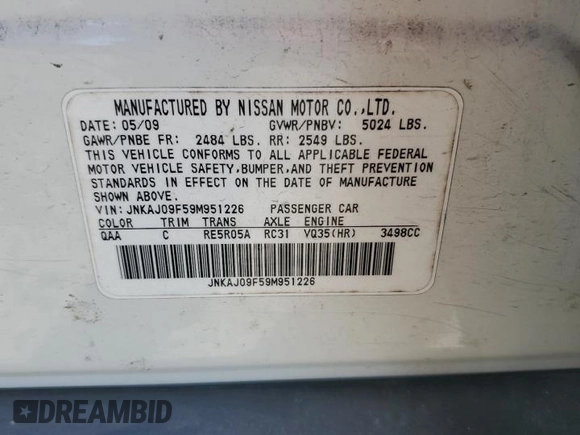 MANUFACTURED BY NISSAN MOTOR CO.,LTD.
DATE: 05/09 GVWR/PNBV: 5024 LBS.
GAWR/PNBE FR: 2484 LBS. RR: 2549 LBS.
THIS VEHICLE CONFORMS TO ALL APPLICABLE FEDERAL
MOTOR VEHICLE SAFETY,BUMPER,AND THEFT PREVENTION
STANDARDS IN EFFECT ON THE DATE OF MANUFACTURE
SHOWN ABOVE.
VIN: JNKAJ09F59M951226 PASSENGER CAR
COLOR TRIM TRANS AXLE ENGINE
QAA C RE5R05A RC31 VQ35(HR) 3498CC
JNKAJ09F59M951226
DREAMBID